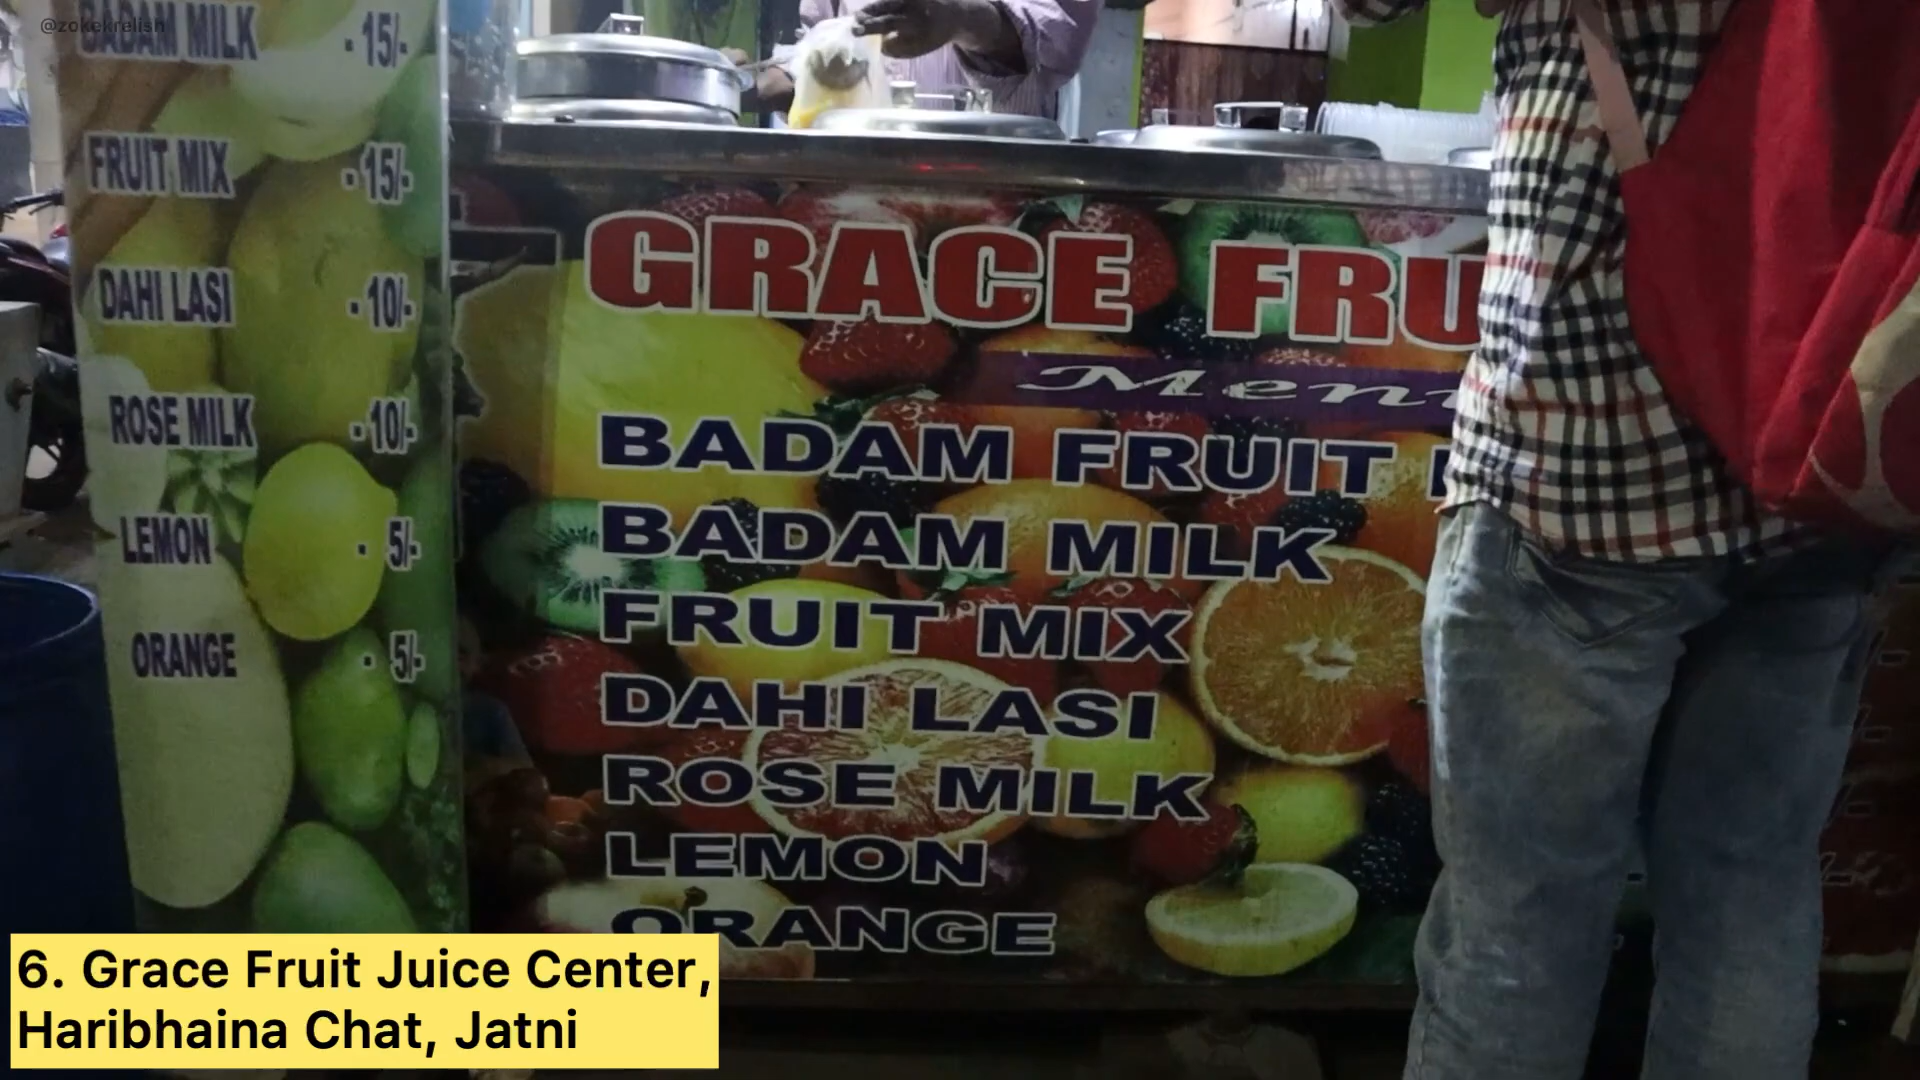 @zokekrelish
BADAM MILK - 15/-
FRUIT MIX - 15/-
DAHI LASI - 10/-
ROSE MILK - 10/-
LEMON - 5/-
ORANGE - 5/-
GRACE FRU
Menu
BADAM FRUIT
BADAM MILK
FRUIT MIX
DAHI LASI
ROSE MILK
LEMON
ORANGE
6. Grace Fruit Juice Center,
Haribhaina Chat, Jatni